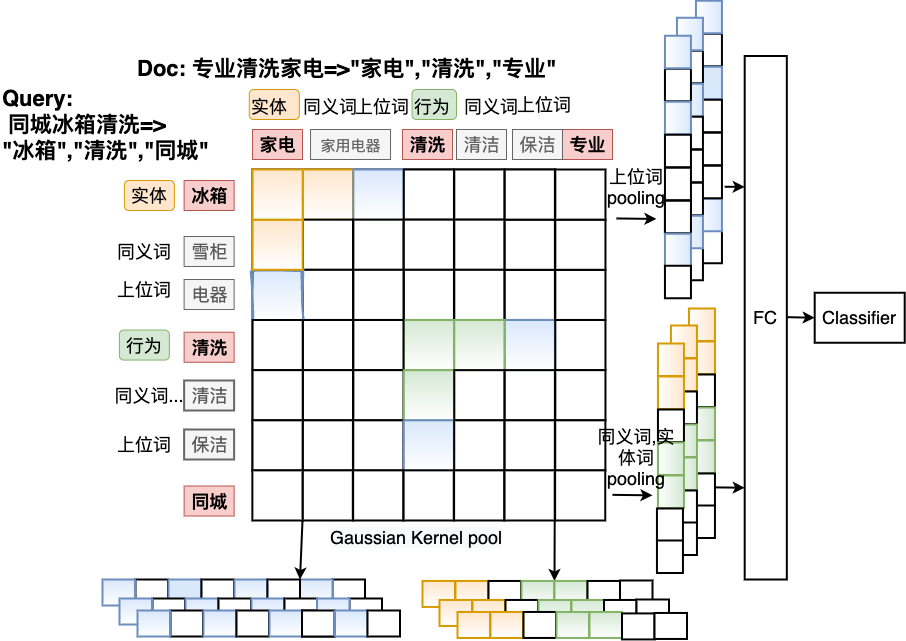 Doc: 专业清洗家电=>"家电","清洗","专业"
Query:
同城冰箱清洗=>
"冰箱","清洗","同城"
实体 同义词上位词 行为 同义词上位词
家电 家用电器 清洗 清洁 保洁 专业
实体 冰箱
同义词 雪柜
上位词 电器
行为 清洗
同义词... 清洁
上位词 保洁
同城
上位词
pooling
同义词,实
体词
pooling
Gaussian Kernel pool
FC
Classifier